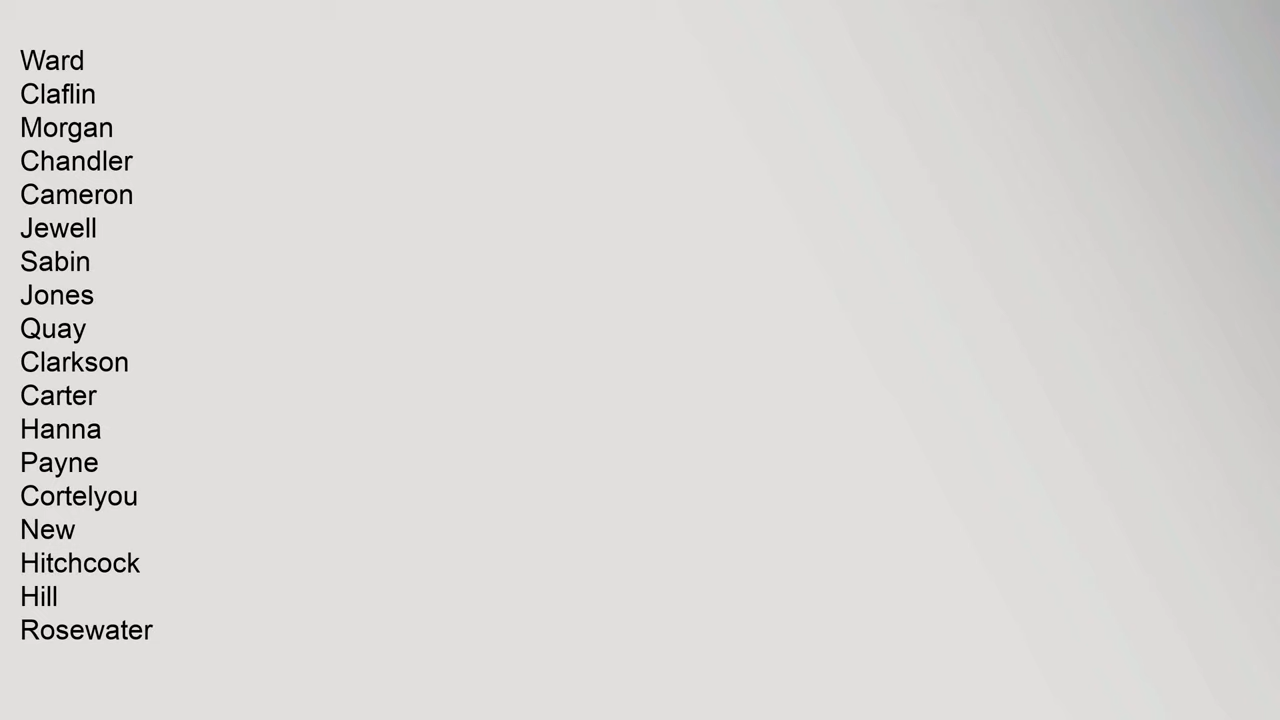 Ward
Claflin
Morgan
Chandler
Cameron
Jewell
Sabin
Jones
Quay
Clarkson
Carter
Hanna
Payne
Cortelyou
New
Hitchcock
Hill
Rosewater